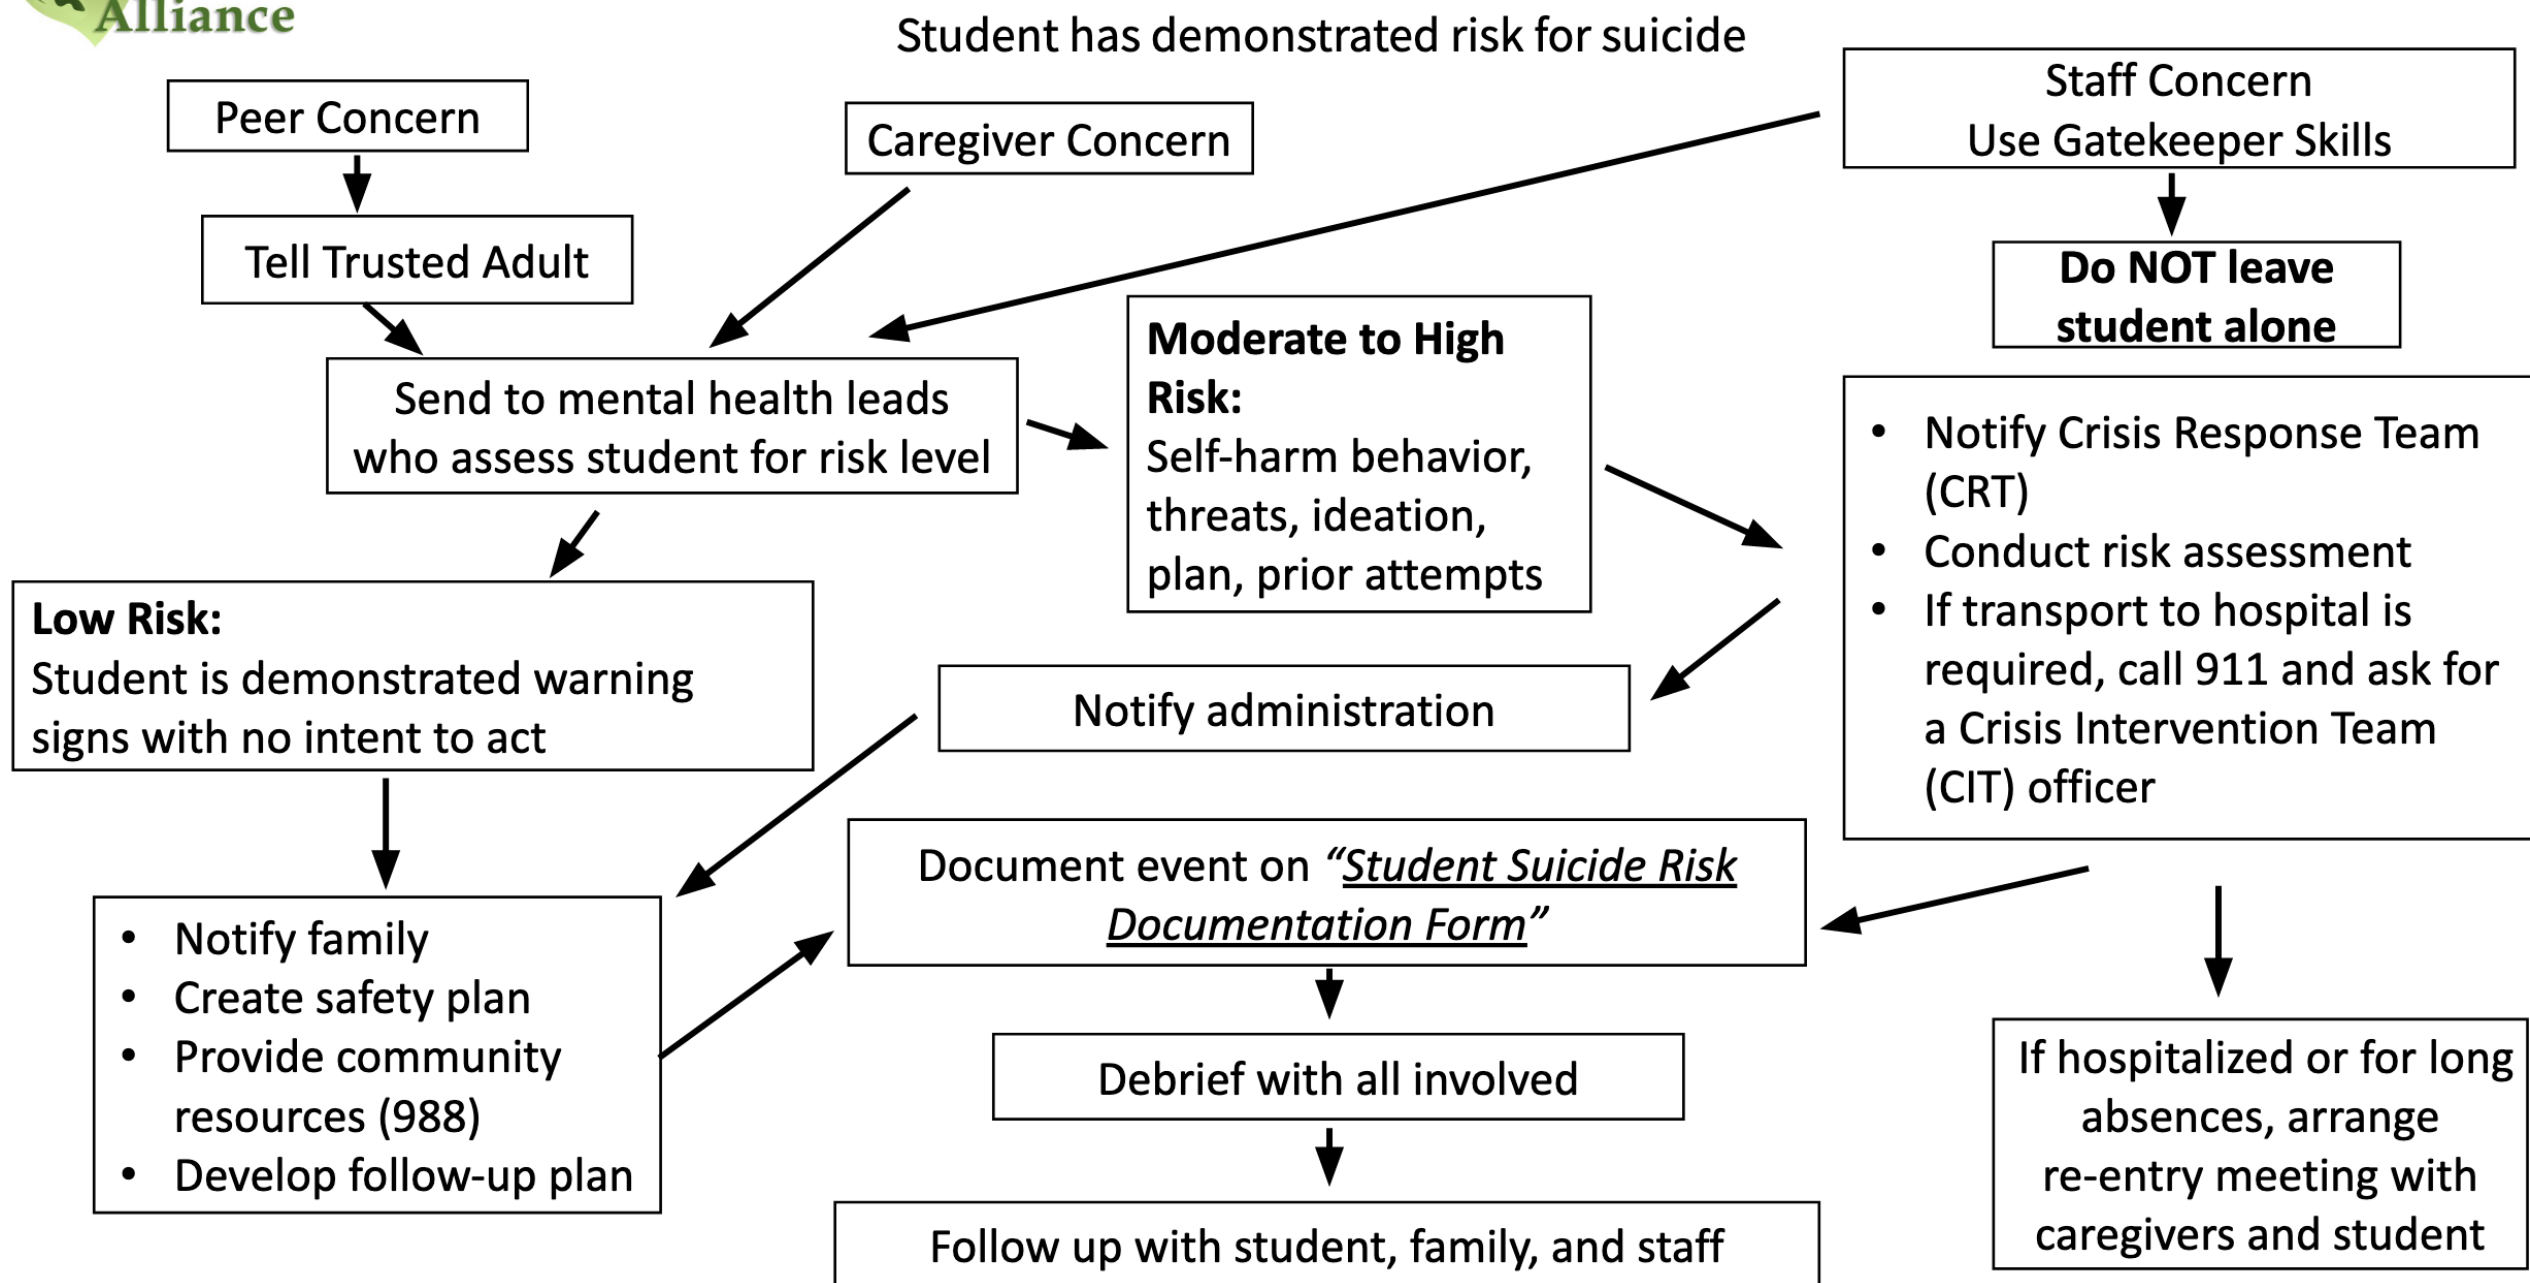 Alliance
Student has demonstrated risk for suicide
Peer Concern
Caregiver Concern
Staff Concern
Use Gatekeeper Skills
Tell Trusted Adult
Do NOT leave
student alone
Send to mental health leads
who assess student for risk level
Moderate to High
Risk:
Self-harm behavior,
threats, ideation,
plan, prior attempts
• Notify Crisis Response Team
(CRT)
• Conduct risk assessment
• If transport to hospital is
required, call 911 and ask for
a Crisis Intervention Team
(CIT) officer
Low Risk:
Student is demonstrated warning
signs with no intent to act
Notify administration
• Notify family
• Create safety plan
• Provide community
resources (988)
• Develop follow-up plan
Document event on “Student Suicide Risk
Documentation Form”
Debrief with all involved
Follow up with student, family, and staff
If hospitalized or for long
absences, arrange
re-entry meeting with
caregivers and student